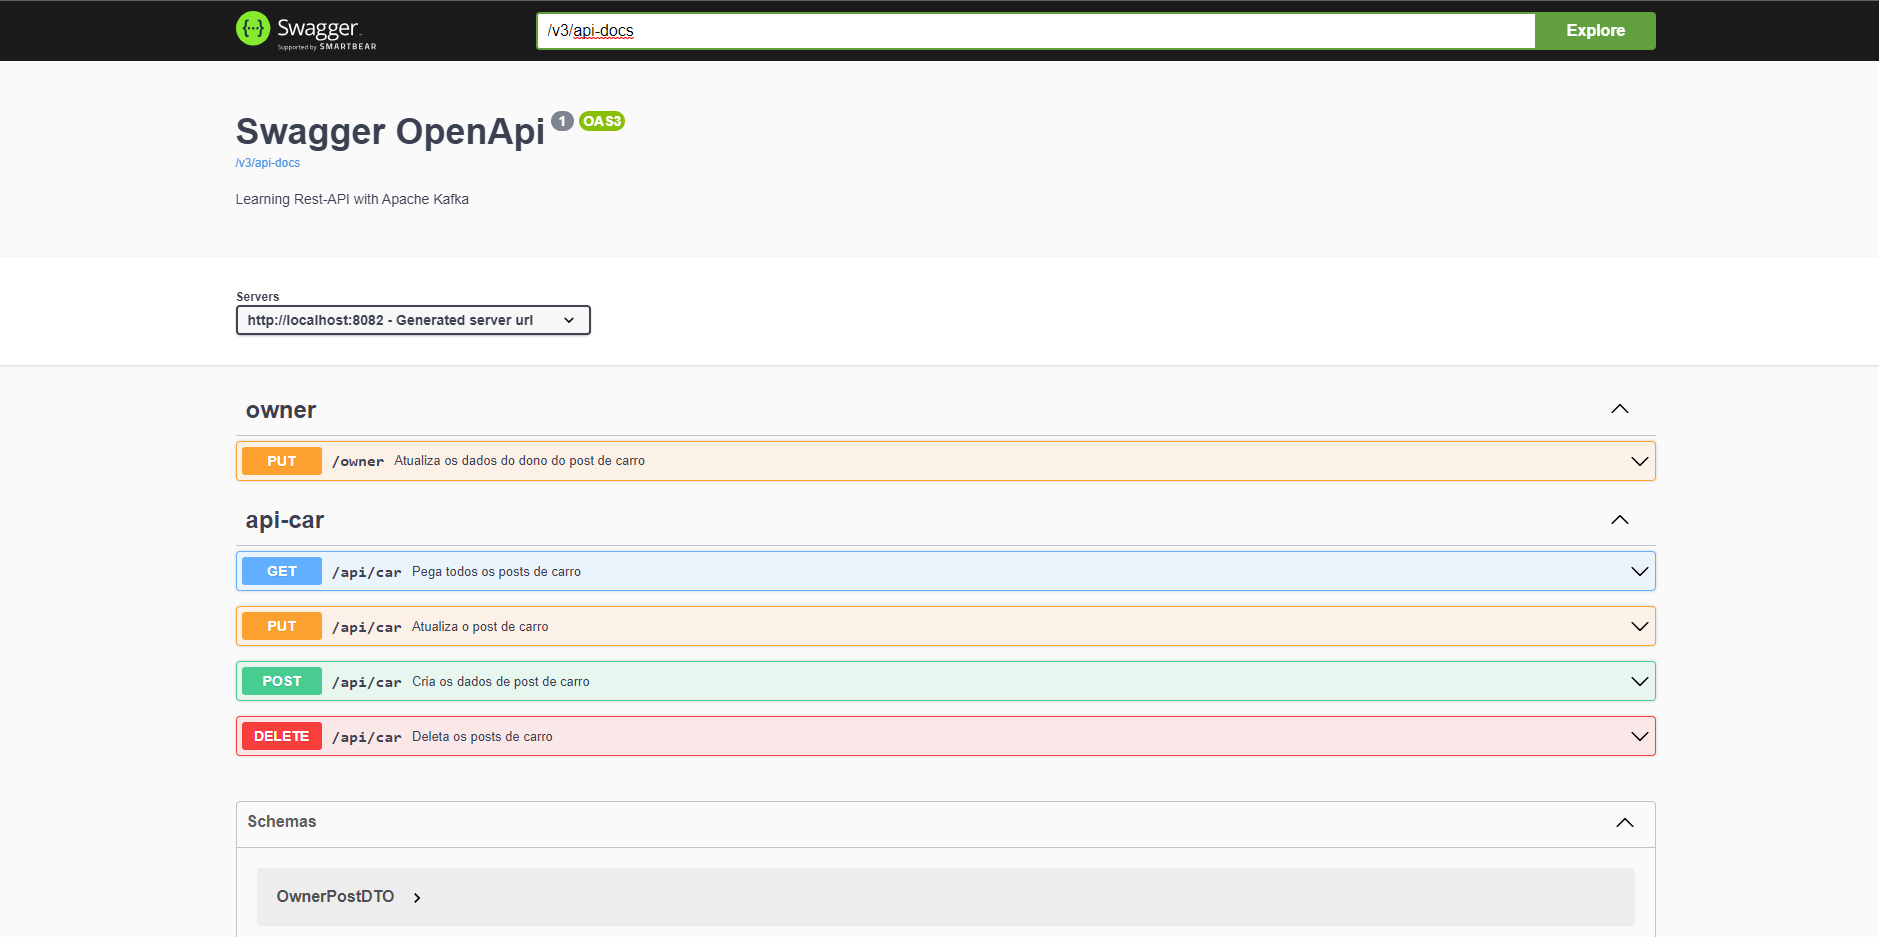 {···} Swagger.
Supported by SMARTBEAR
/v3/api-docs
Explore
Swagger OpenApi 1 OAS3
/v3/api-docs
Learning Rest-API with Apache Kafka
Servers
http://localhost:8082 - Generated server url
owner
PUT /owner Atualiza os dados do dono do post de carro
api-car
GET /api/car Pega todos os posts de carro
PUT /api/car Atualiza o post de carro
POST /api/car Cria os dados de post de carro
DELETE /api/car Deleta os posts de carro
Schemas
OwnerPostDTO